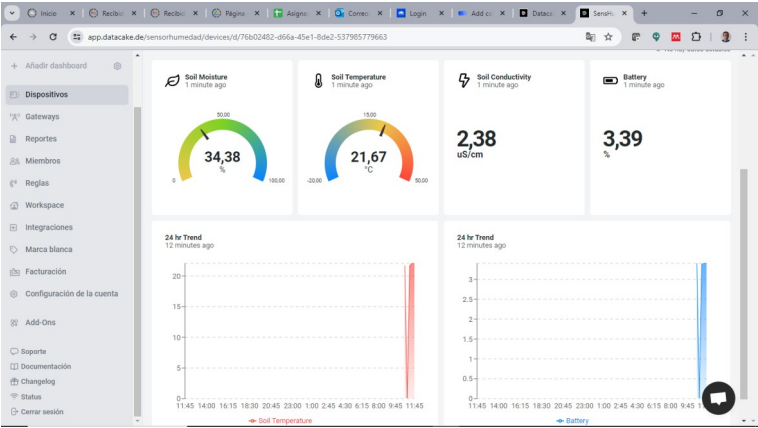 Inicio
Recibid
Recibid
Página
Asigne
Correo
Login
Add co
Dataca
SensHu
app.datacake.de/sensorhumedad/devices/d/76b02482-d66a-45e1-8de2-537985779663
Añadir dashboard
Dispositivos
Gateways
Reportes
Miembros
Reglas
Workspace
Integraciones
Marca blanca
Facturación
Configuración de la cuenta
Add-Ons
Soporte
Documentación
Changelog
Status
Cerrar sesión
Soil Moisture
1 minute ago
50,00
34,38
%
0 100,00
Soil Temperature
1 minute ago
15,00
21,67
°C
-20,00 50,00
Soil Conductivity
1 minute ago
2,38
uS/cm
Battery
1 minute ago
3,39
%
24 hr Trend
12 minutes ago
20
15
10
5
0
11:45 14:00 16:15 18:30 20:45 23:00 1:00 2:45 4:30 6:15 8:00 9:45 11:45
Soil Temperature
24 hr Trend
12 minutes ago
3
2.5
2
1.5
1
0.5
0
11:45 14:00 16:15 18:30 20:45 23:00 1:00 2:45 4:30 6:15 8:00 9:45
Battery